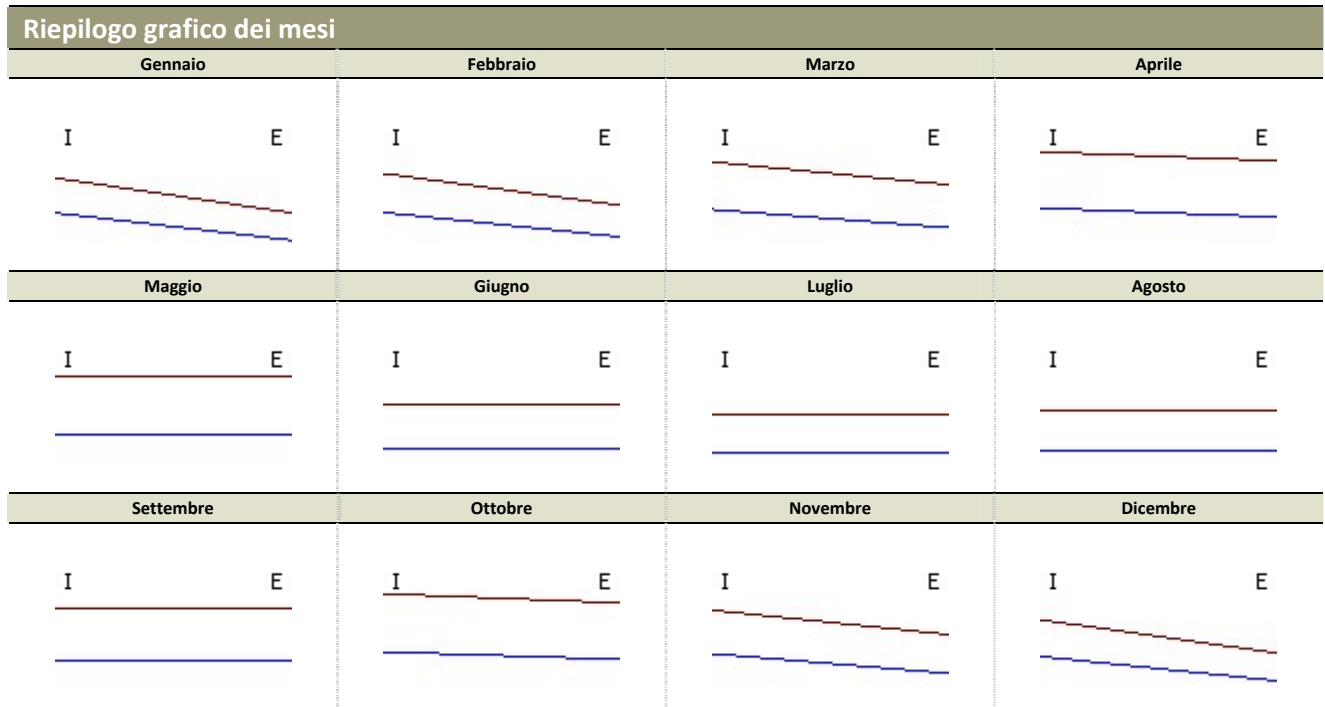 Riepilogo grafico dei mesi
Gennaio Febbraio Marzo Aprile
I E I E I E I E
Maggio Giugno Luglio Agosto
I E I E I E I E
Settembre Ottobre Novembre Dicembre
I E I E I E I E